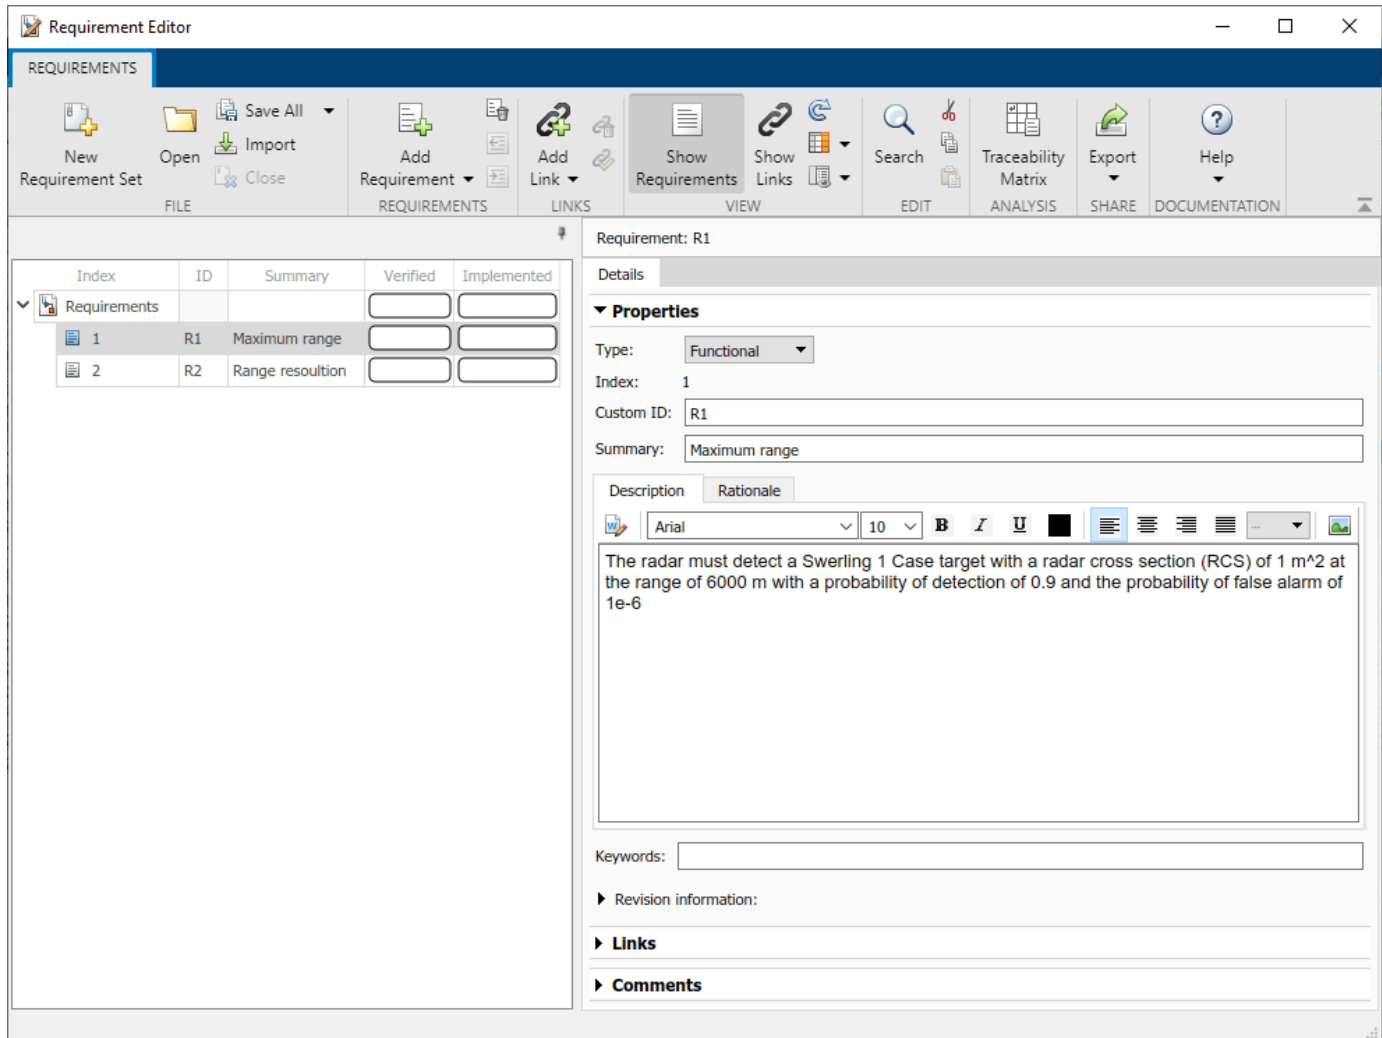 Requirement Editor
REQUIREMENTS
New
Requirement Set
Open
Save All
Import
Close
FILE
Add
Requirement
REQUIREMENTS
Add
Link
LINKS
Show
Requirements
Show
Links
VIEW
Search
EDIT
Traceability
Matrix
ANALYSIS
Export
SHARE
Help
DOCUMENTATION
Index ID Summary Verified Implemented
Requirements
1 R1 Maximum range
2 R2 Range resoultion
Requirement: R1
Details
Properties
Type: Functional
Index: 1
Custom ID: R1
Summary: Maximum range
Description Rationale
Arial 10 B I U ...
The radar must detect a Swerling 1 Case target with a radar cross section (RCS) of 1 m^2 at
the range of 6000 m with a probability of detection of 0.9 and the probability of false alarm of
1e-6
Keywords:
Revision information:
Links
Comments